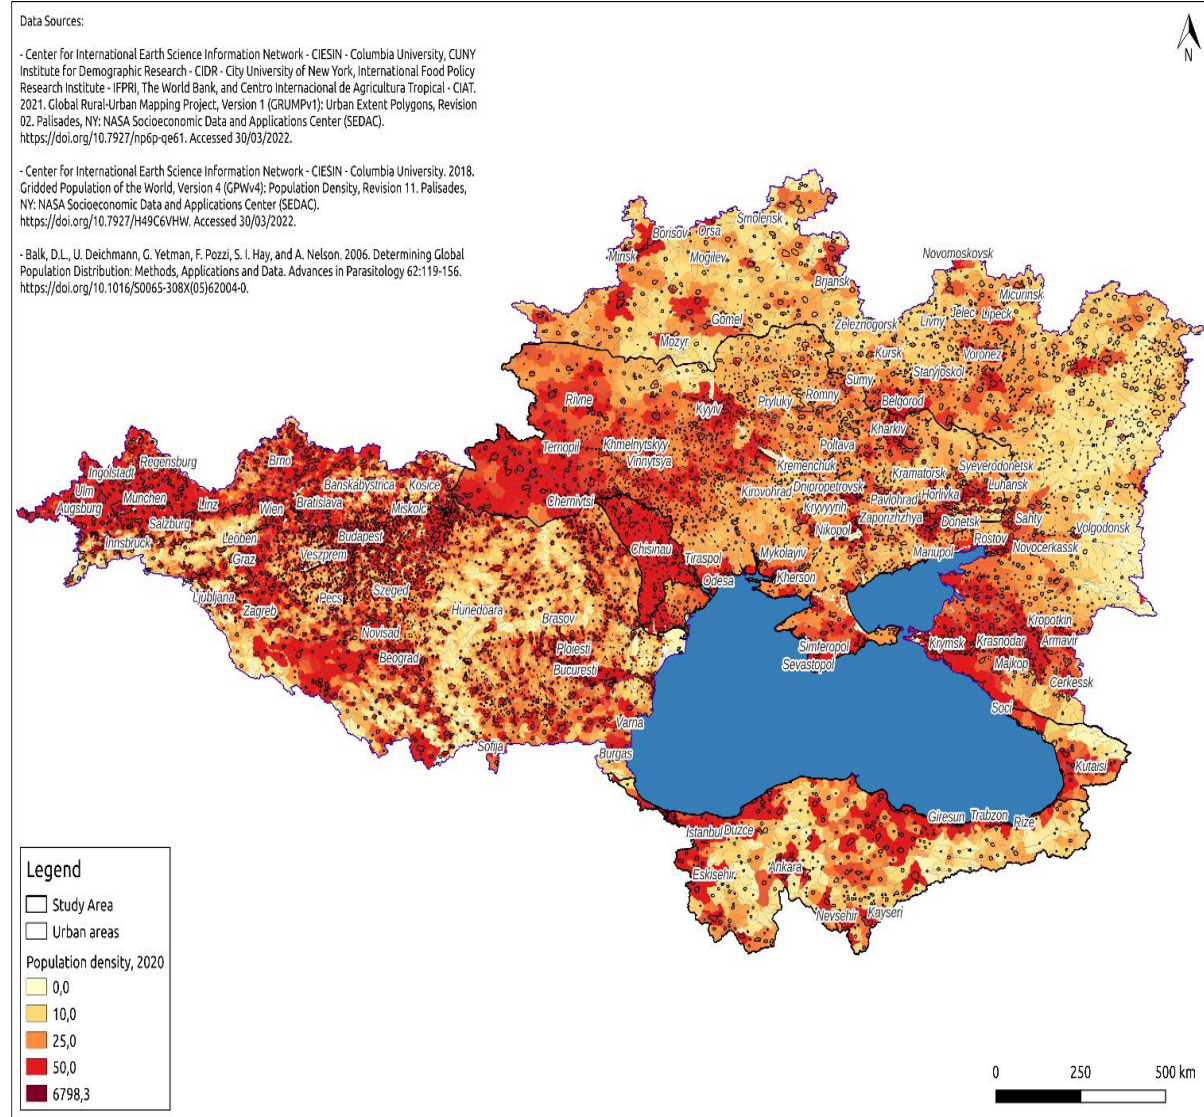 Data Sources:
- Center for International Earth Science Information Network - CIESIN - Columbia University, CUNY
Institute for Demographic Research - CIDR - City University of New York, International Food Policy
Research Institute - IFPRI, The World Bank, and Centro Internacional de Agricultura Tropical - CIAT.
2021. Global Rural-Urban Mapping Project, Version 1 (GRUMPv1): Urban Extent Polygons, Revision
02. Palisades, NY: NASA Socioeconomic Data and Applications Center (SEDAC).
https://doi.org/10.7927/np6p-qe61. Accessed 30/03/2022.
- Center for International Earth Science Information Network - CIESIN - Columbia University. 2018.
Gridded Population of the World, Version 4 (GPWv4): Population Density, Revision 11. Palisades,
NY: NASA Socioeconomic Data and Applications Center (SEDAC).
https://doi.org/10.7927/H49C6VHW. Accessed 30/03/2022.
- Balk, D.L., U. Deichmann, G. Yetman, F. Pozzi, S. I. Hay, and A. Nelson. 2006. Determining Global
Population Distribution: Methods, Applications and Data. Advances in Parasitology 62:119-156.
https://doi.org/10.1016/S0065-308X(05)62004-0.
N
Smolensk
Borisov
Orsa
Minsk
Mogilev
Novomoskovsk
Brjansk
Micurinsk
Gomel
Zeleznogorsk
Livny
Jelec
Lipeck
Mozyr
Kursk
Voronez
Staryjoskol
Sumy
Rivne
Kyyiv
Pryluky
Romny
Belgorod
Kharkiv
Ternopil
Khmelnytskyy
Poltava
Vinnytsya
Kremenchuk
Syeverodonetsk
Brno
Regensburg
Ingolstadt
Banskabystrica
Kosice
Kramatorsk
Luhansk
Ulm
Munchen
Linz
Augsburg
Wien
Bratislava
Miskolc
Chernivtsi
Kirovohrad
Dnipropetrovsk
Pavlohrad
Horlivka
Kryvyyrih
Salzburg
Zaporizhzhya
Donetsk
Sahty
Volgodonsk
Innsbruck
Leoben
Budapest
Nikopol
Rostov
Graz
Veszprem
Chisinau
Tiraspol
Mykolayiv
Mariupol
Novocerkassk
Odesa
Kherson
Ljubljana
Zagreb
Pecs
Szeged
Hunedoara
Brasov
Kropotkin
Novisad
Ploiesti
Simferopol
Krymsk
Krasnodar
Armavir
Beograd
Bucuresti
Sevastopol
Majkop
Cerkessk
Soci
Varna
Sofija
Burgas
Kutaisi
Istanbul
Duzce
Giresun
Trabzon
Rize
Eskisehir
Ankara
Nevsehir
Kayseri
Legend
Study Area
Urban areas
Population density, 2020
0,0
10,0
25,0
50,0
6798,3
0 250 500 km